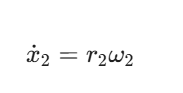 ẋ₂ = r₂ω₂